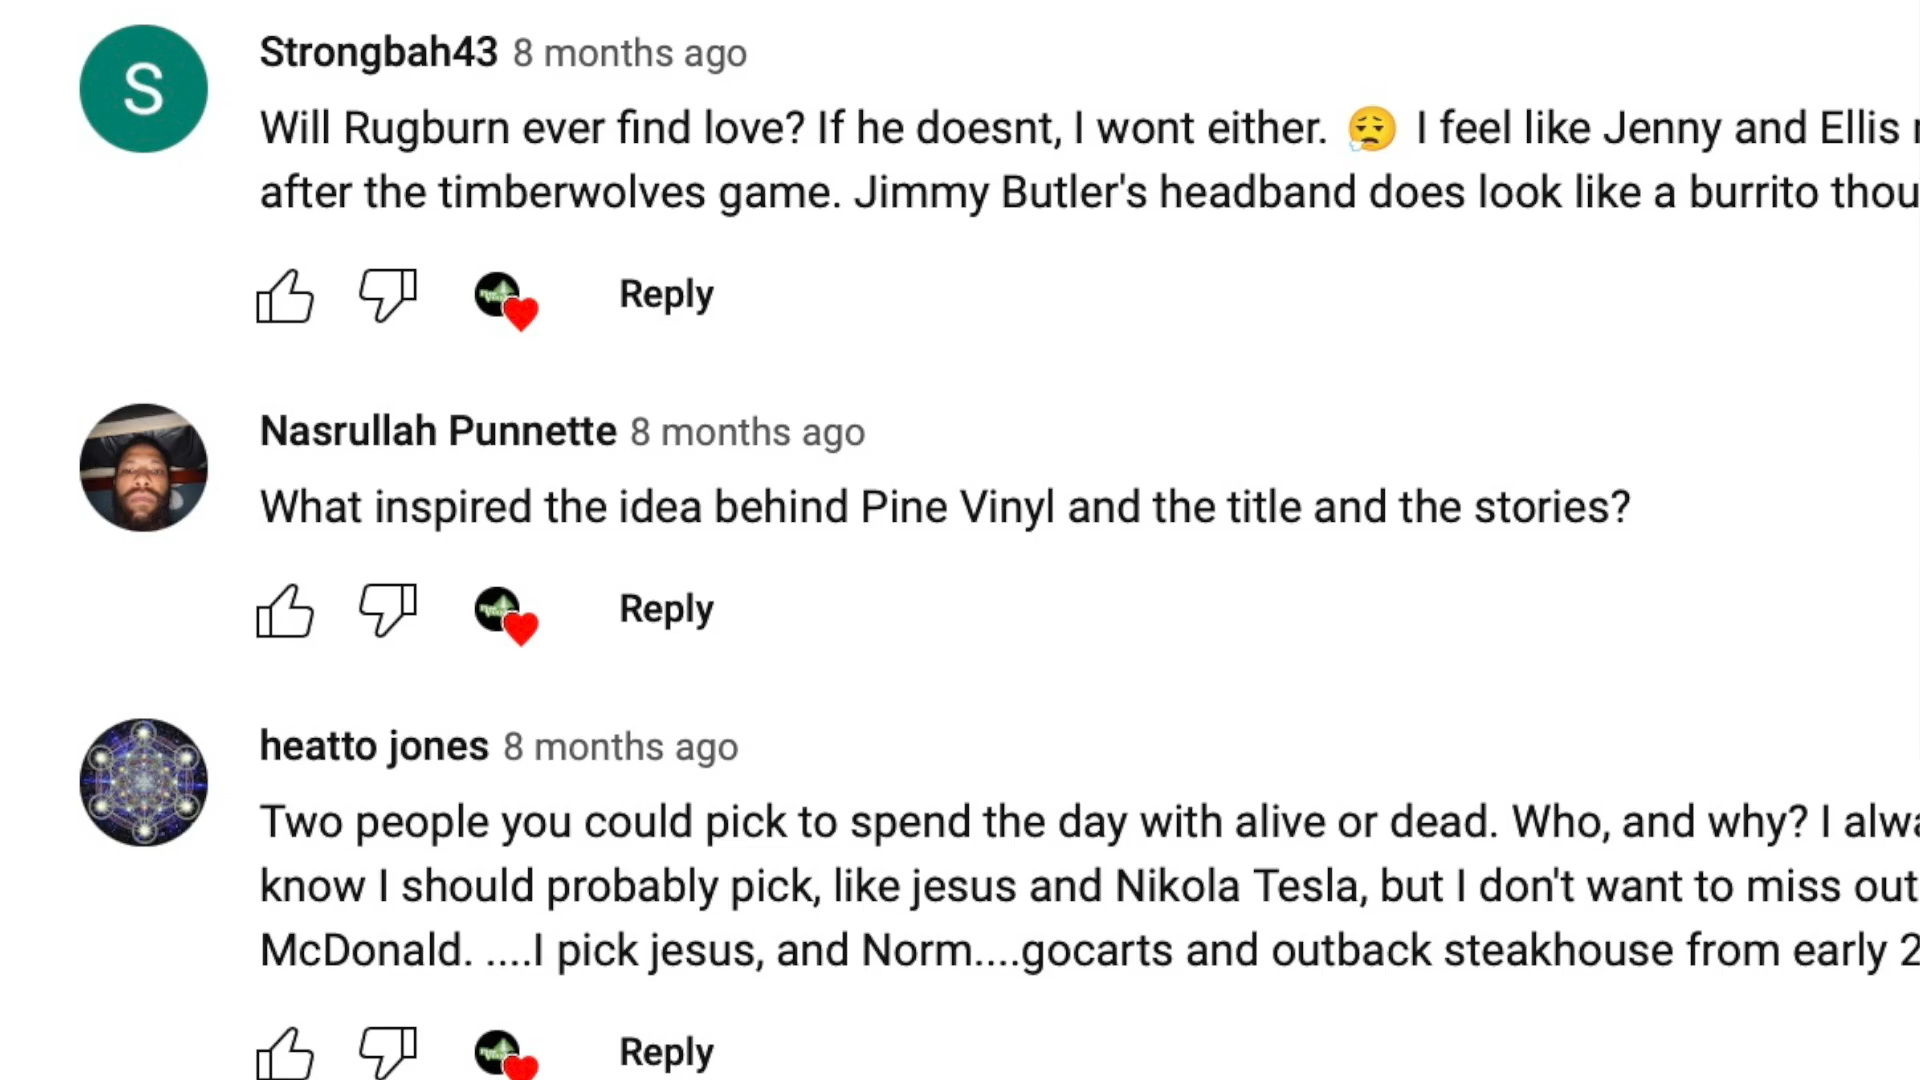 S
Strongbah43 8 months ago
Will Rugburn ever find love? If he doesnt, I wont either. 😮‍💨 I feel like Jenny and Ellis
after the timberwolves game. Jimmy Butler's headband does look like a burrito thou
Reply
Nasrullah Punnette 8 months ago
What inspired the idea behind Pine Vinyl and the title and the stories?
Reply
heatto jones 8 months ago
Two people you could pick to spend the day with alive or dead. Who, and why? I alwa
know I should probably pick, like jesus and Nikola Tesla, but I don't want to miss out
McDonald. ....I pick jesus, and Norm....gocarts and outback steakhouse from early 2
Reply